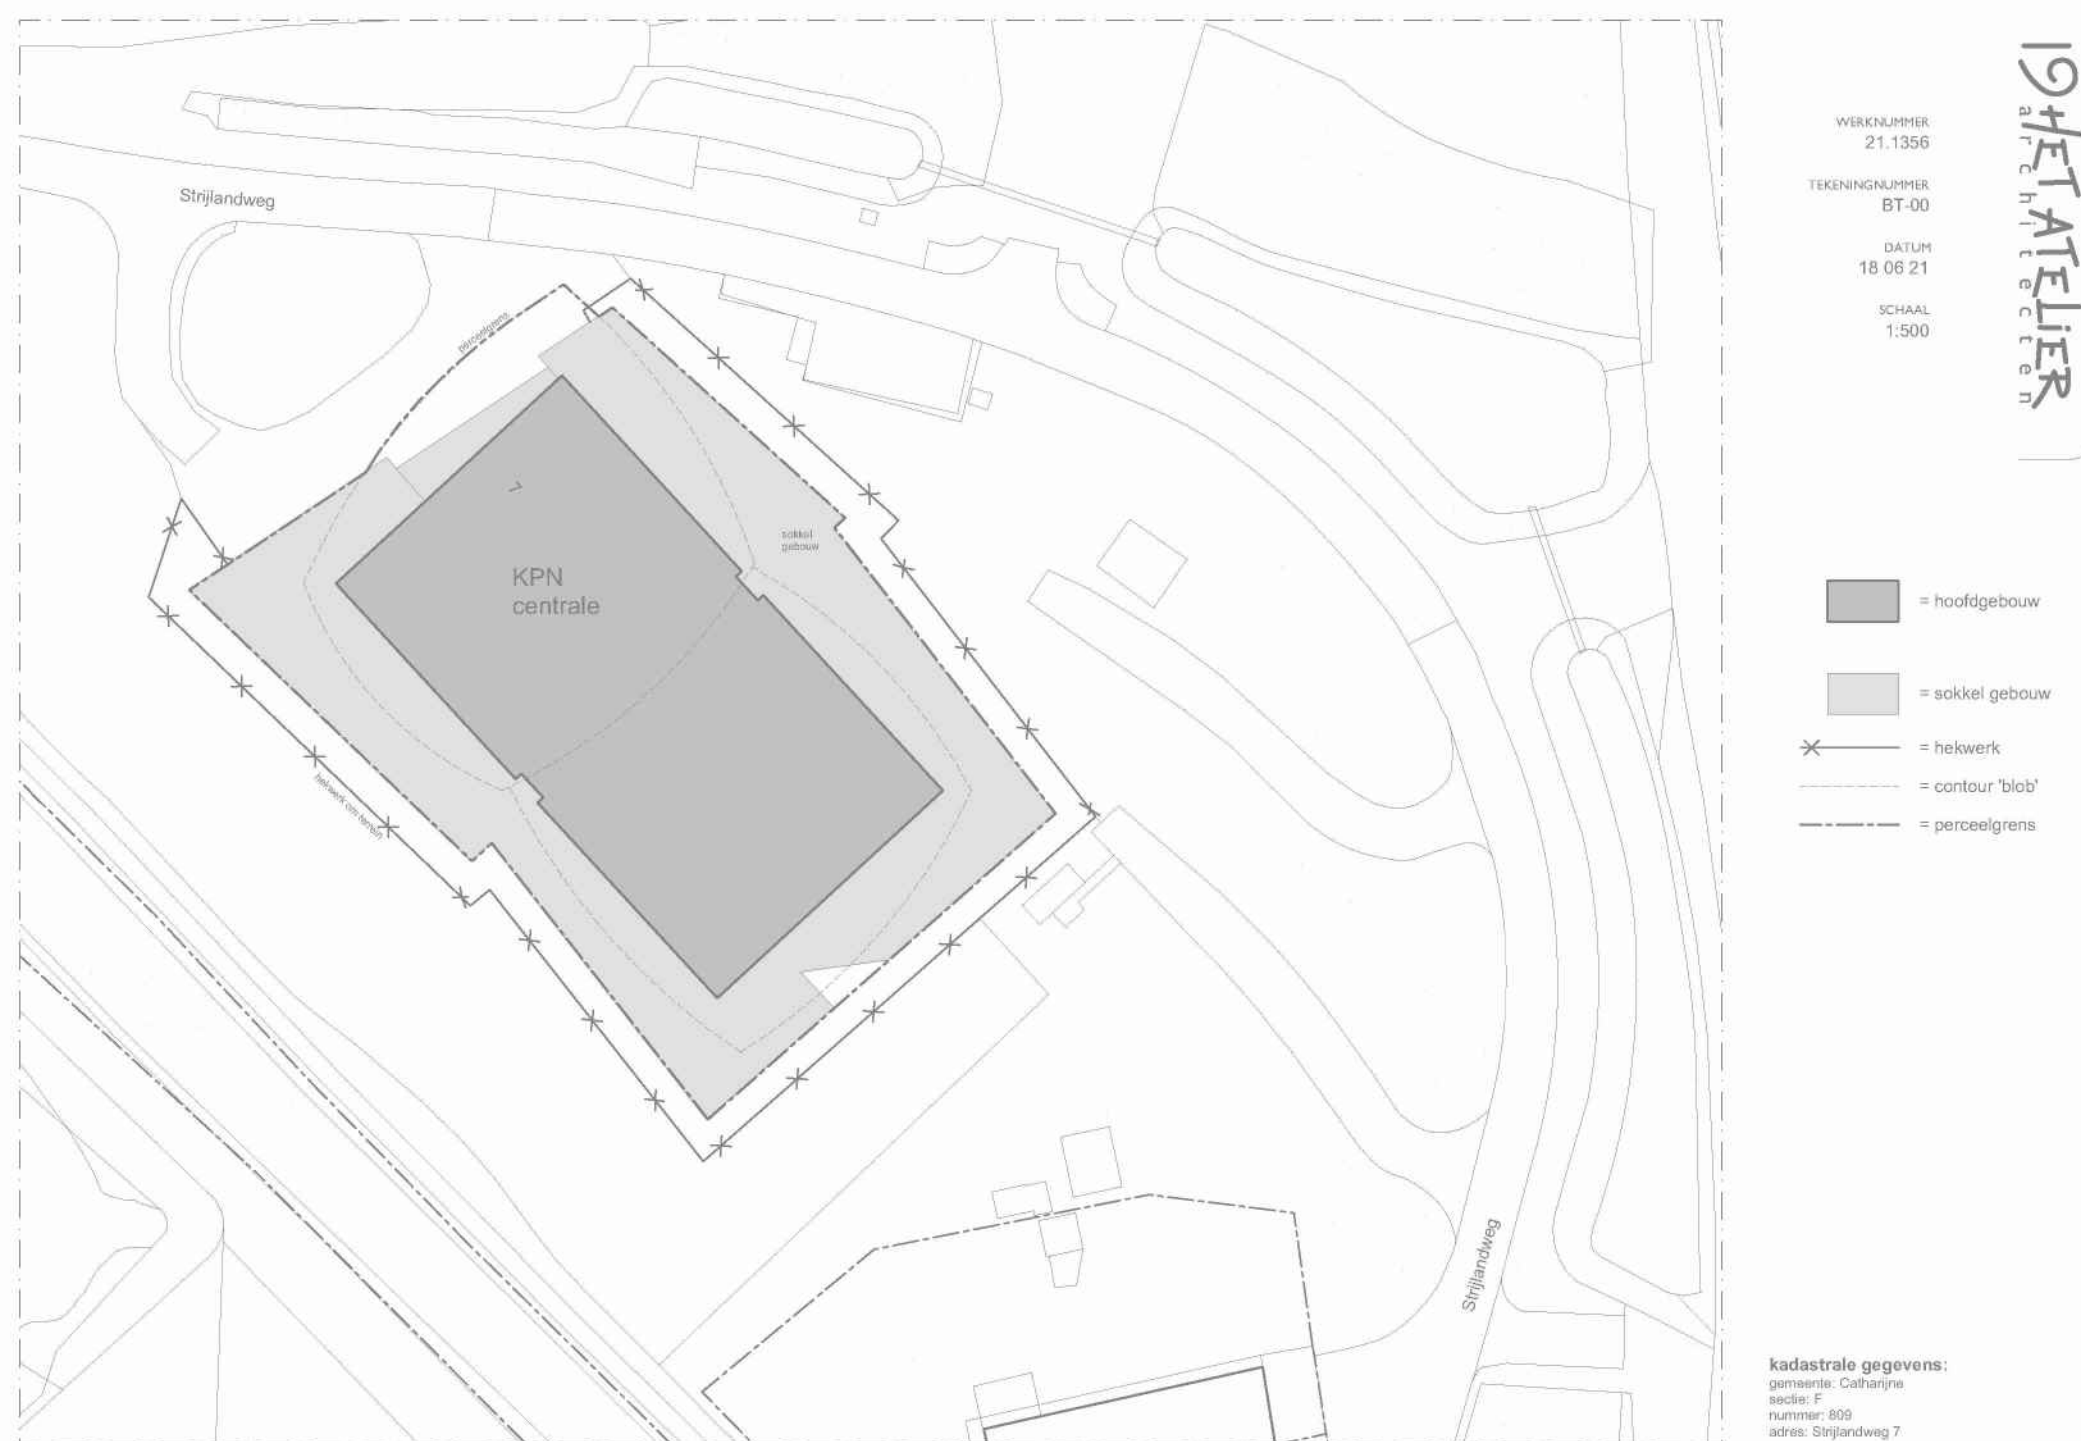 Strijlandweg
perceelgrens
7
KPN
centrale
sokkel
gebouw
hekwerk om terrein
Strijlandweg
WERKNUMMER
21.1356
TEKENINGNUMMER
BT-00
DATUM
18 06 21
SCHAAL
1:500
19 HET ATELIER
architecten
= hoofdgebouw
= sokkel gebouw
= hekwerk
= contour 'blob'
= perceelgrens
kadastrale gegevens:
gemeente: Catharijne
sectie: F
nummer: 809
adres: Strijlandweg 7